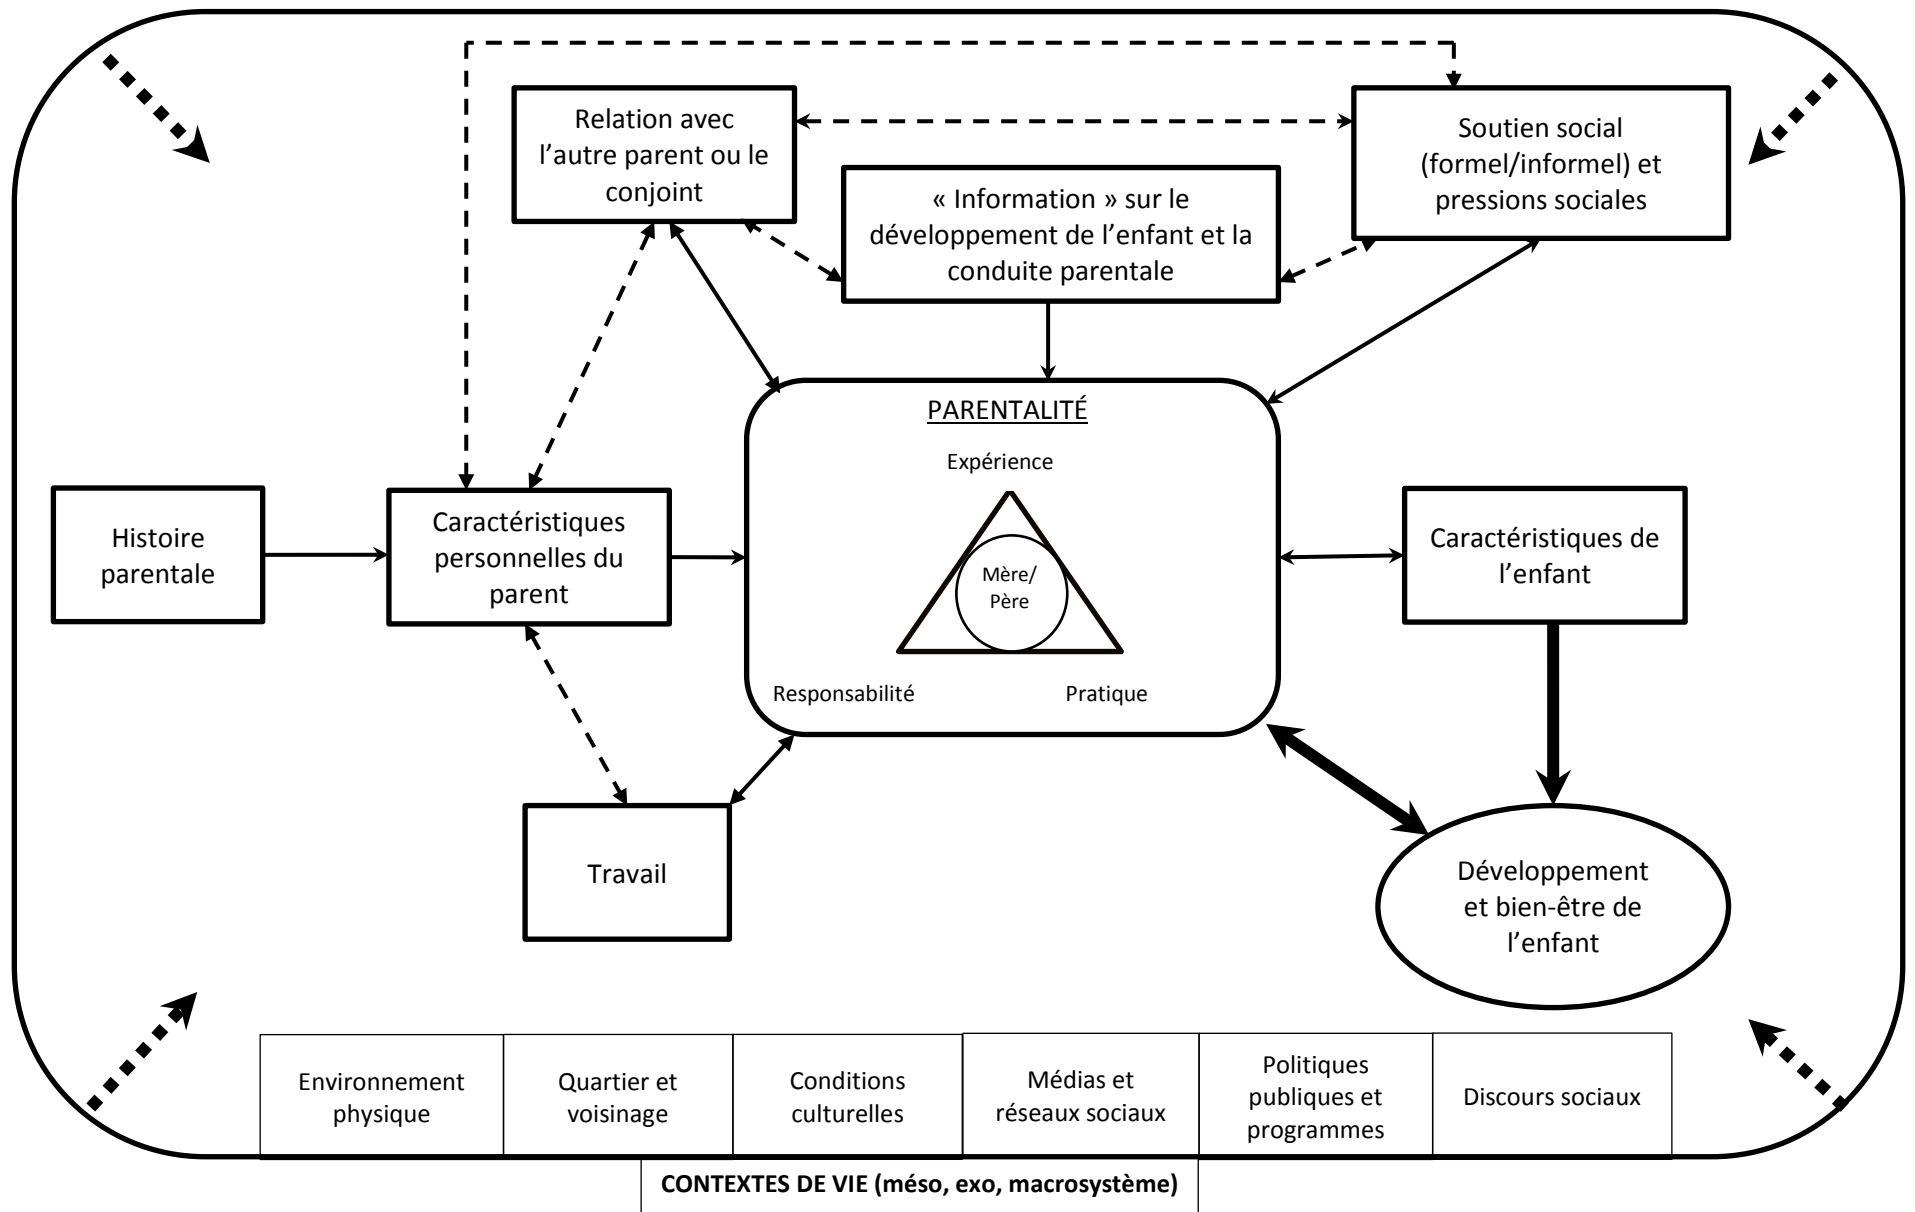 Relation avec
l’autre parent ou le
conjoint
Soutien social
(formel/informel) et
pressions sociales
« Information » sur le
développement de l’enfant et la
conduite parentale
PARENTALITÉ
Expérience
Mère/
Père
Responsabilité
Pratique
Histoire
parentale
Caractéristiques
personnelles du
parent
Caractéristiques de
l’enfant
Travail
Développement
et bien-être de
l’enfant
Environnement
physique
Quartier et
voisinage
Conditions
culturelles
Médias et
réseaux sociaux
Politiques
publiques et
programmes
Discours sociaux
CONTEXTES DE VIE (méso, exo, macrosystème)